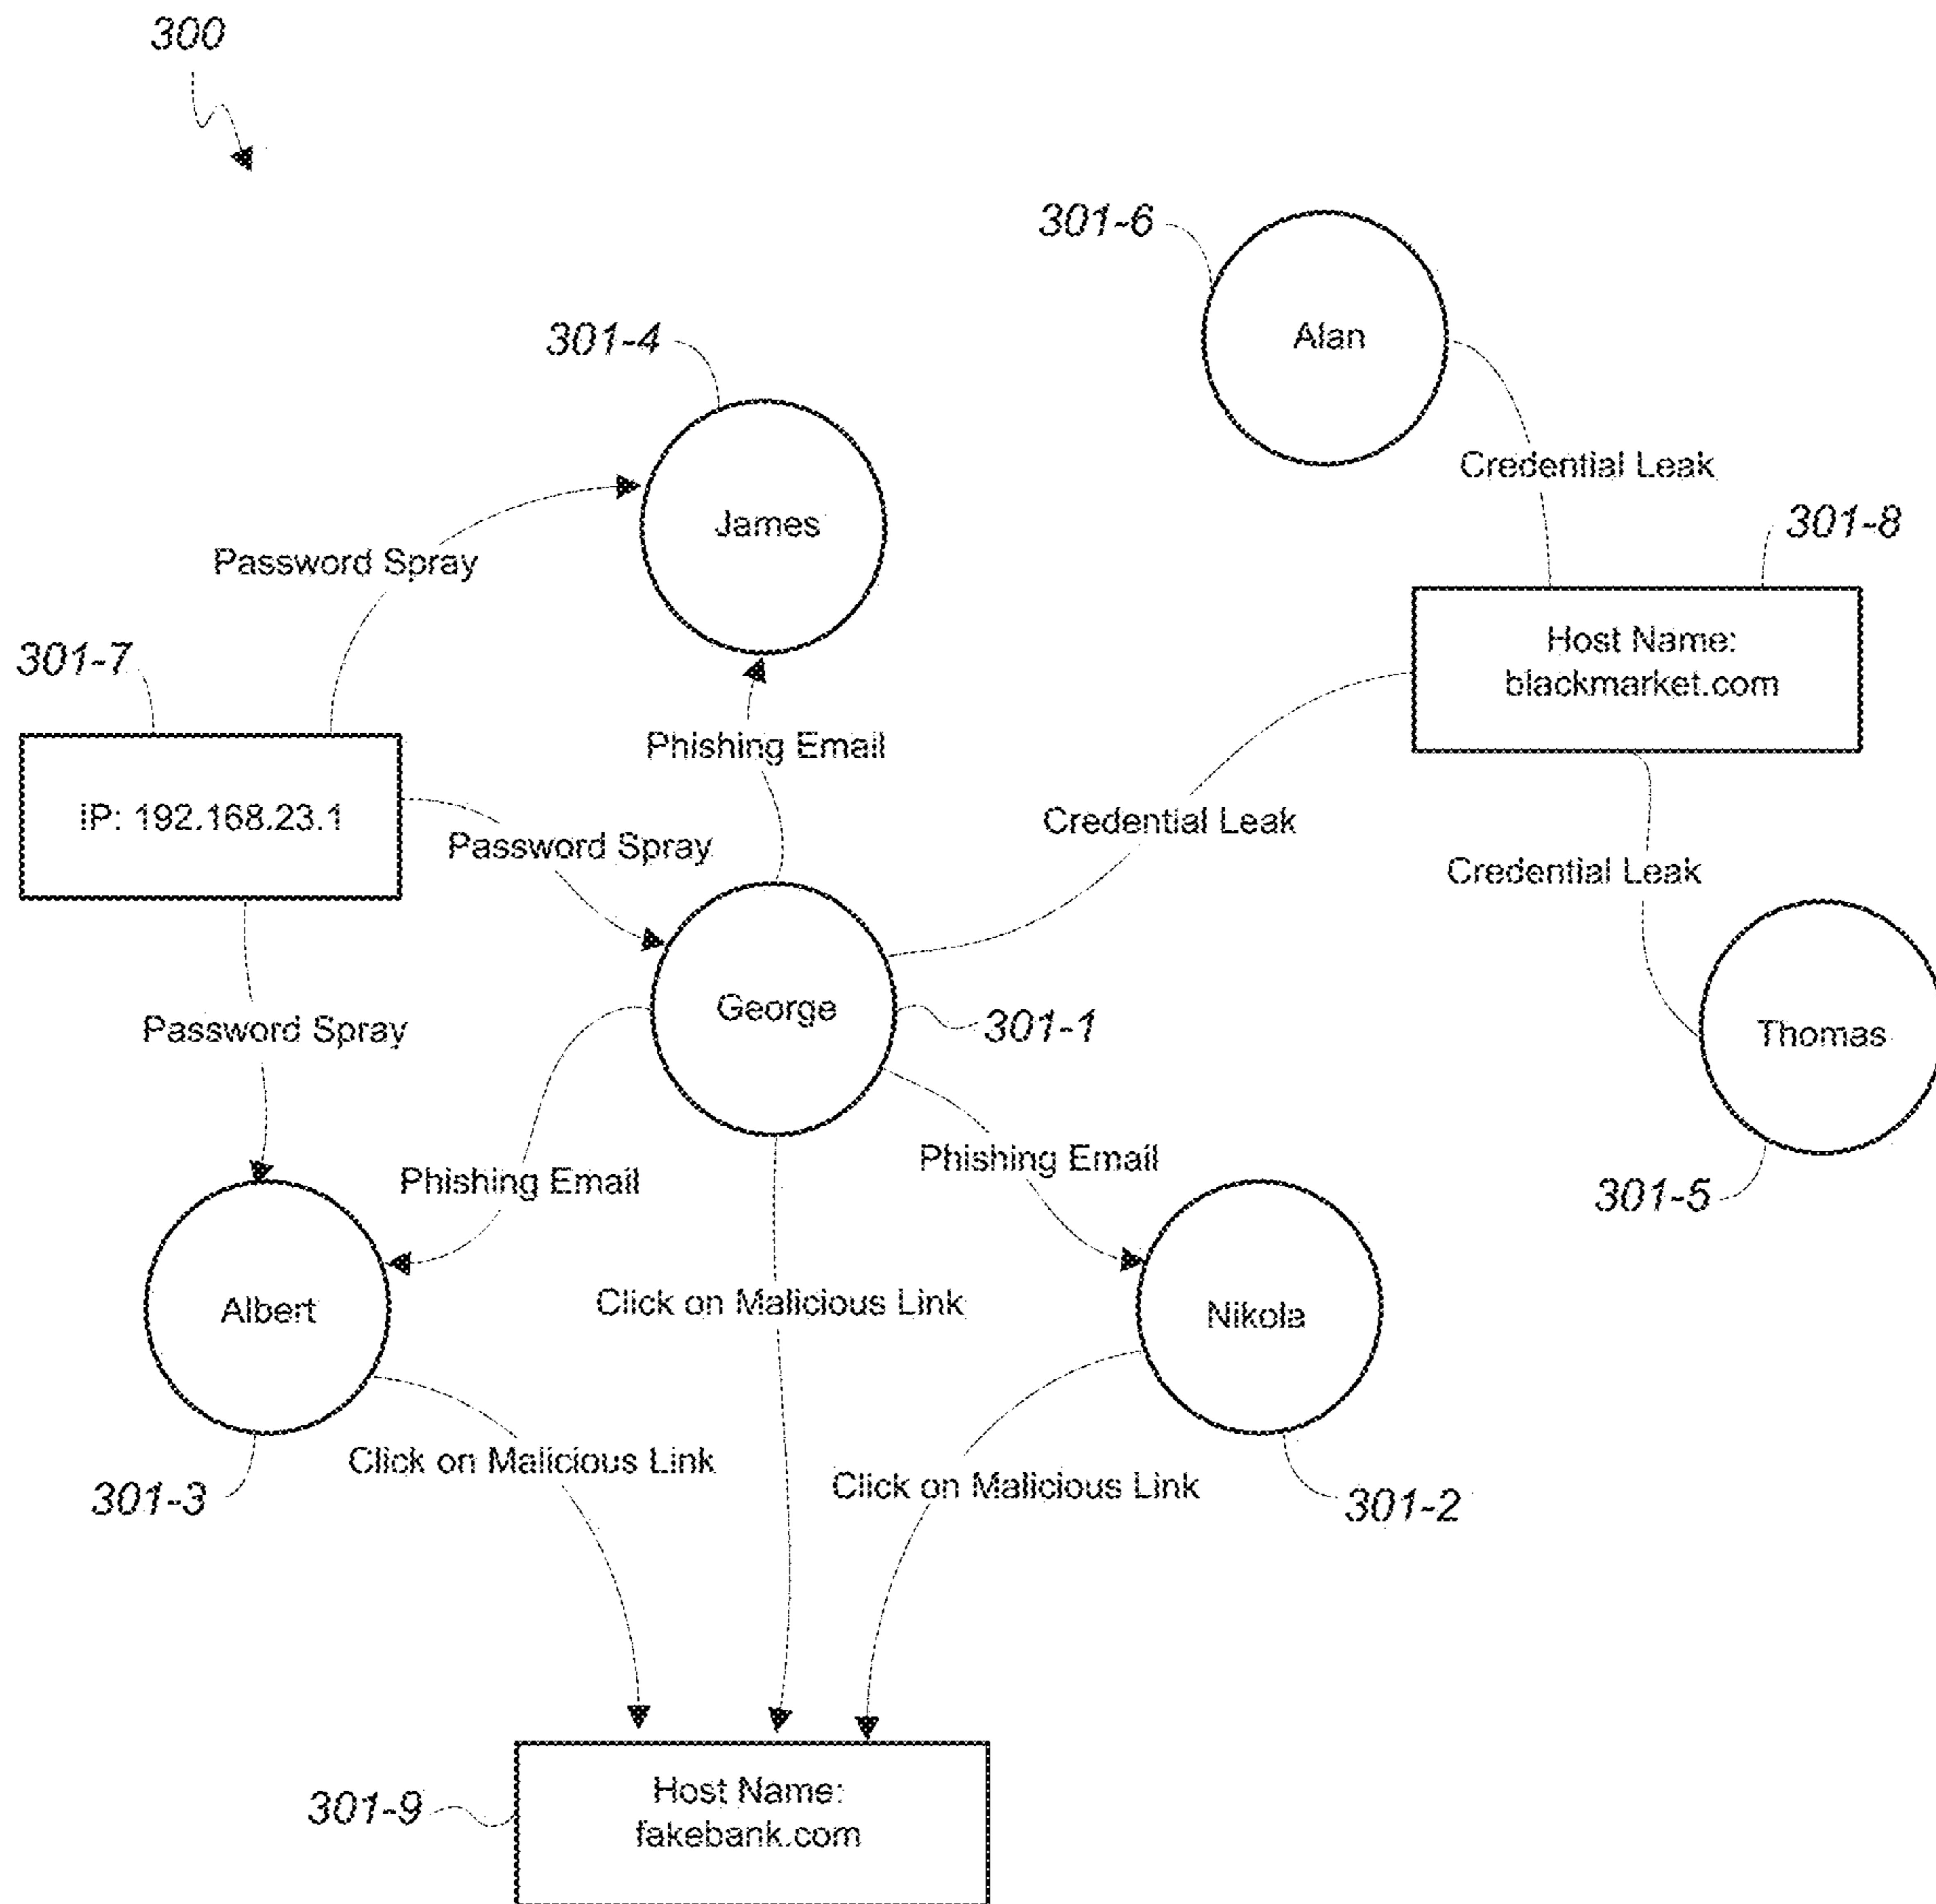 300
301-6
Alan
301-4
Credential Leak
James
301-8
Password Spray
Host Name:
blackmarket.com
301-7
Phishing Email
IP: 192.168.23.1
Password Spray
Credential Leak
Credential Leak
George
301-1
Password Spray
Thomas
Phishing Email
Phishing Email
301-5
Albert
Click on Malicious Link
Nikola
Click on Malicious Link
Click on Malicious Link
301-3
301-2
Host Name:
fakebank.com
301-9